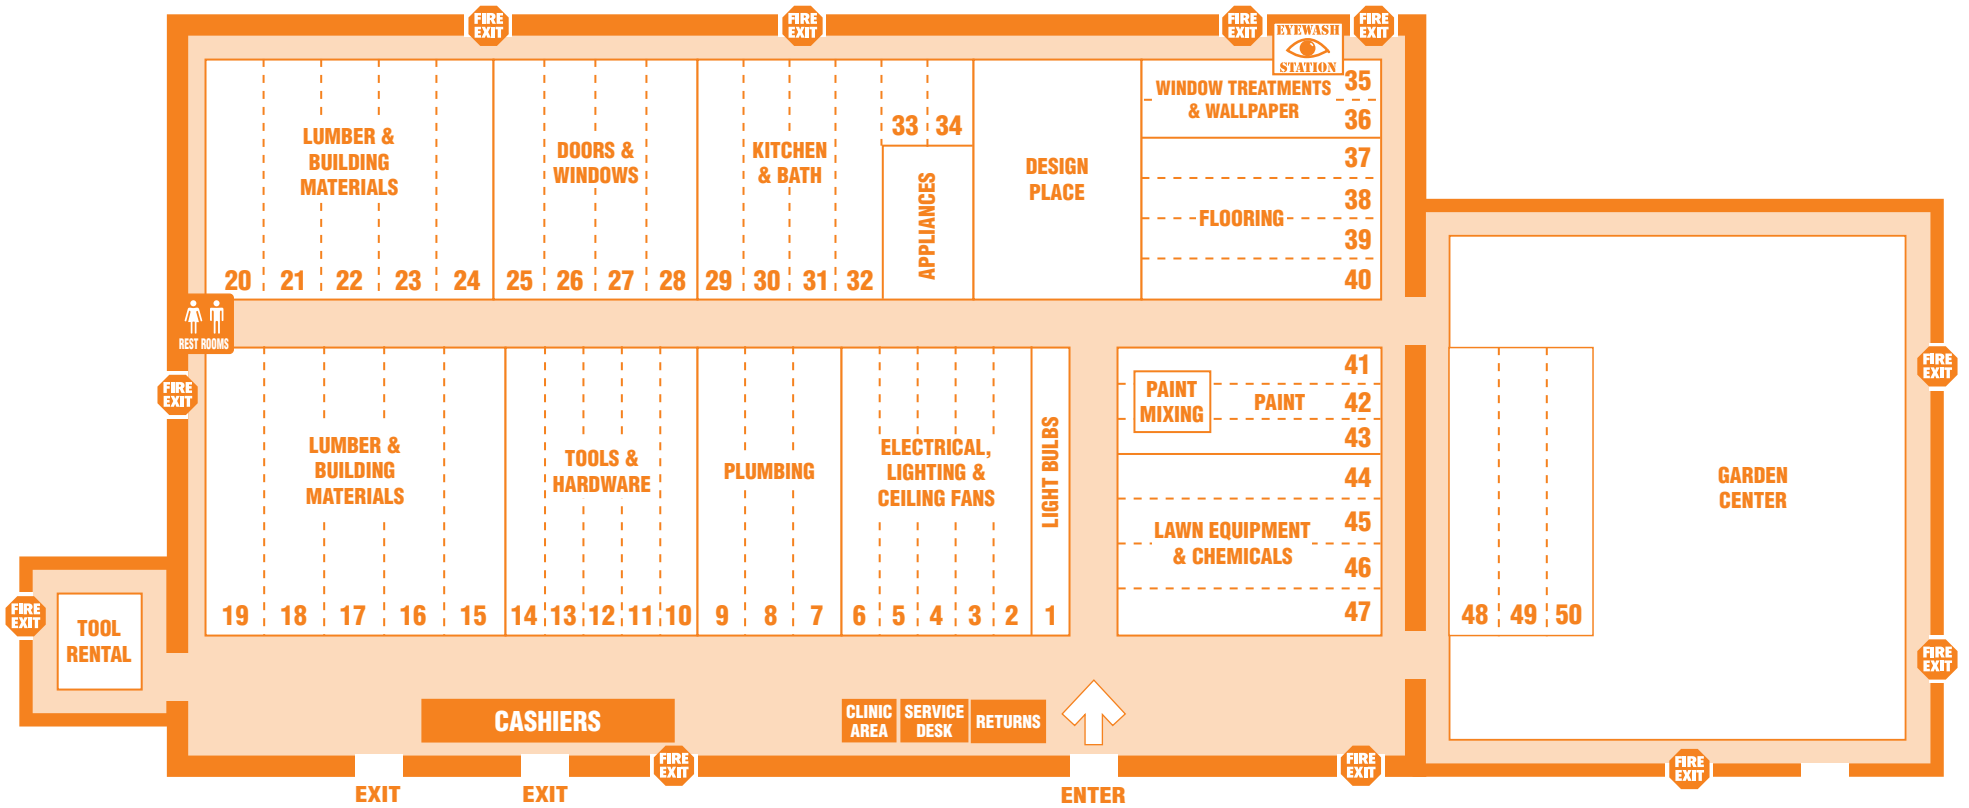 FIRE
EXIT
FIRE
EXIT
FIRE
EXIT
EYEWASH
STATION
FIRE
EXIT
LUMBER &
BUILDING
MATERIALS
20 21 22 23 24
DOORS &
WINDOWS
25 26 27 28
KITCHEN
& BATH
29 30 31 32
33 34
APPLIANCES
DESIGN
PLACE
WINDOW TREATMENTS
& WALLPAPER
35
36
37
38
FLOORING
39
40
REST ROOMS
FIRE
EXIT
LUMBER &
BUILDING
MATERIALS
19 18 17 16 15
TOOLS &
HARDWARE
14 13 12 11 10
PLUMBING
9 8 7
ELECTRICAL,
LIGHTING &
CEILING FANS
6 5 4 3 2
LIGHT BULBS
1
41
PAINT
MIXING
PAINT
42
43
44
45
LAWN EQUIPMENT
& CHEMICALS
46
47
48 49 50
GARDEN
CENTER
FIRE
EXIT
FIRE
EXIT
FIRE
EXIT
TOOL
RENTAL
CASHIERS
CLINIC
AREA
SERVICE
DESK
RETURNS
FIRE
EXIT
FIRE
EXIT
FIRE
EXIT
EXIT
EXIT
ENTER